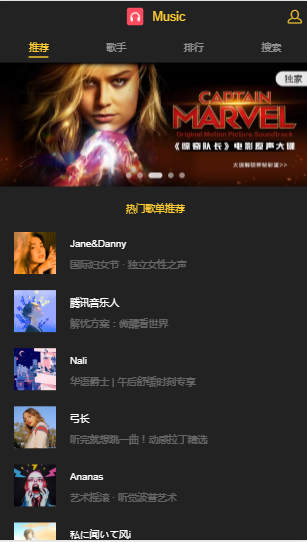 Music
推荐
歌手
排行
搜索
独家
CAPTAIN
MARVEL
Original Motion Picture Soundtrack
《惊奇队长》电影原声大碟
热门歌单推荐
Jane&Danny
国际妇女节 · 独立女性之声
腾讯音乐人
解忧方案：微醺看世界
Nali
华语爵士 | 午后舒缓时刻专享
弓长
听完就想跳一曲！动感拉丁精选
Ananas
艺术摇滚 · 听觉波普艺术
私に闻いて风i